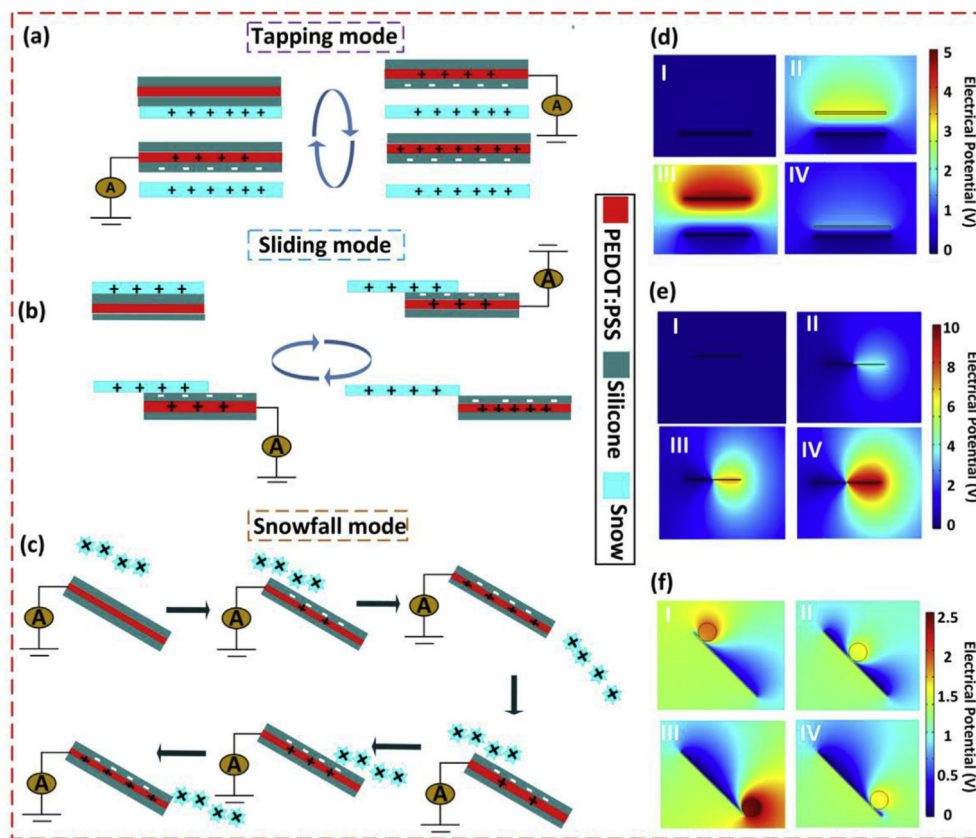 (a)
Tapping mode
+ + + +
- - - -
A
+ + + + + +
+ + + + + +
+ + + +
- - - -
A
+ + + + + + + +
- - - - - -
+ + + + + +
+ + + + + +
Sliding mode
(b)
+ + + +
+ + + +
- - - -
+ + +
A
+ + + +
- - - -
+ + + +
A
+ + + +
- - - -
+ + + + +
Snowfall mode
(c)
A
A
A
A
A
A
PEDOT:PSS
Silicone
Snow
(d)
I
II
III
IV
5
4
3
2
1
0
Electrical Potential (V)
(e)
I
II
III
IV
10
8
6
4
2
0
Electrical Potential (V)
(f)
I
II
III
IV
2.5
2
1.5
1
0.5
0
Electrical Potential (V)